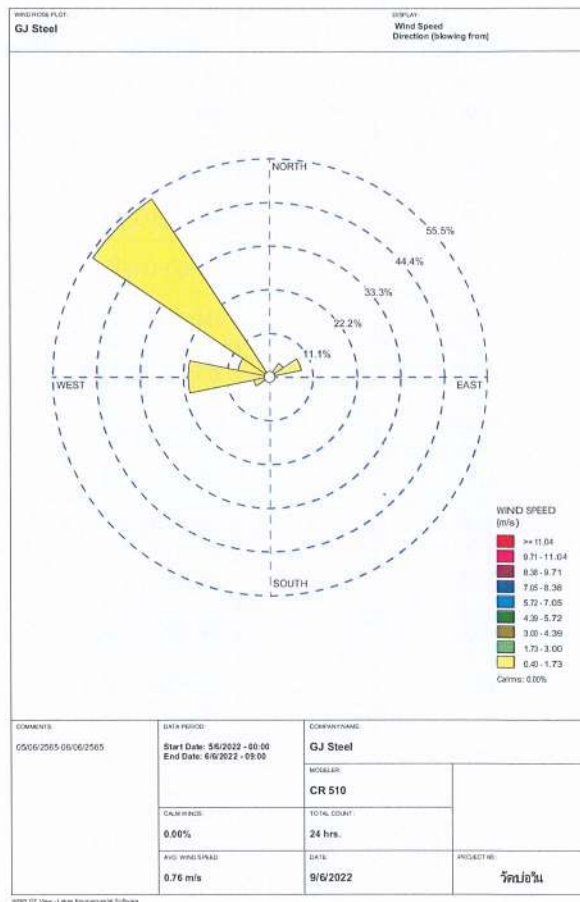 WIND ROSE PLOT:
GJ Steel
DISPLAY:
Wind Speed
Direction (blowing from)
NORTH
55.5%
44.4%
33.3%
22.2%
11.1%
WEST
EAST
SOUTH
WIND SPEED
(m/s)
>= 11.04
9.71 - 11.04
8.38 - 9.71
7.05 - 8.38
5.72 - 7.05
4.39 - 5.72
3.00 - 4.39
1.73 - 3.00
0.40 - 1.73
Calms: 0.00%
COMMENTS:
05/06/2565-06/06/2565
DATA PERIOD:
Start Date: 5/6/2022 - 00:00
End Date: 6/6/2022 - 09:00
COMPANY NAME:
GJ Steel
MODELER:
CR 510
CALM WINDS:
0.00%
TOTAL COUNT:
24 hrs.
AVG. WIND SPEED:
0.76 m/s
DATE:
9/6/2022
PROJECT NO.:
วัดบ่อวิน
WRPLOT View - Lakes Environmental Software